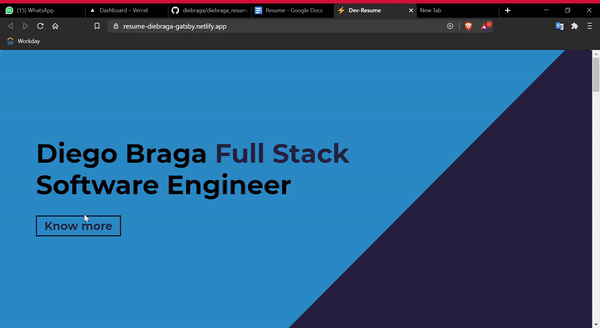 (15) WhatsApp
Dashboard – Vercel
diebraga/diebraga_resum
Resume - Google Docs
Dev-Resume
New Tab
resume-diebraga-gatsby.netlify.app
Workday
Diego Braga Full Stack
Software Engineer
Know more